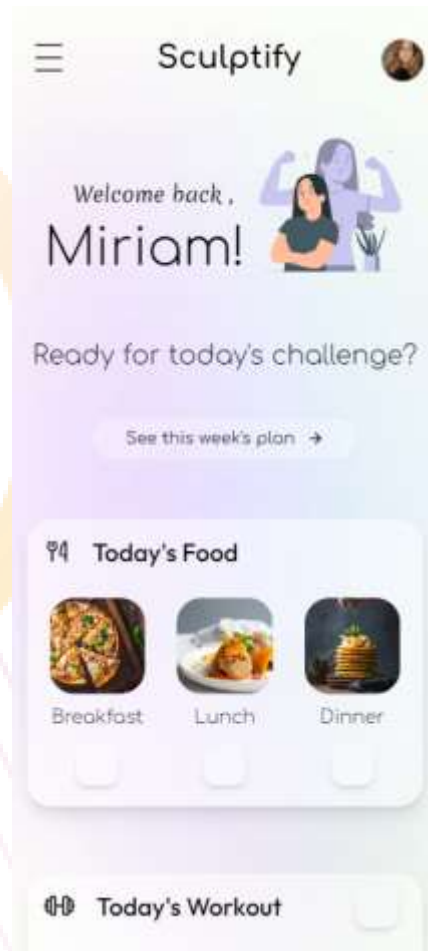 Sculptify
Welcome back ,
Miriam!
Ready for today's challenge?
See this week's plan →
Today's Food
Breakfast Lunch Dinner
Today's Workout